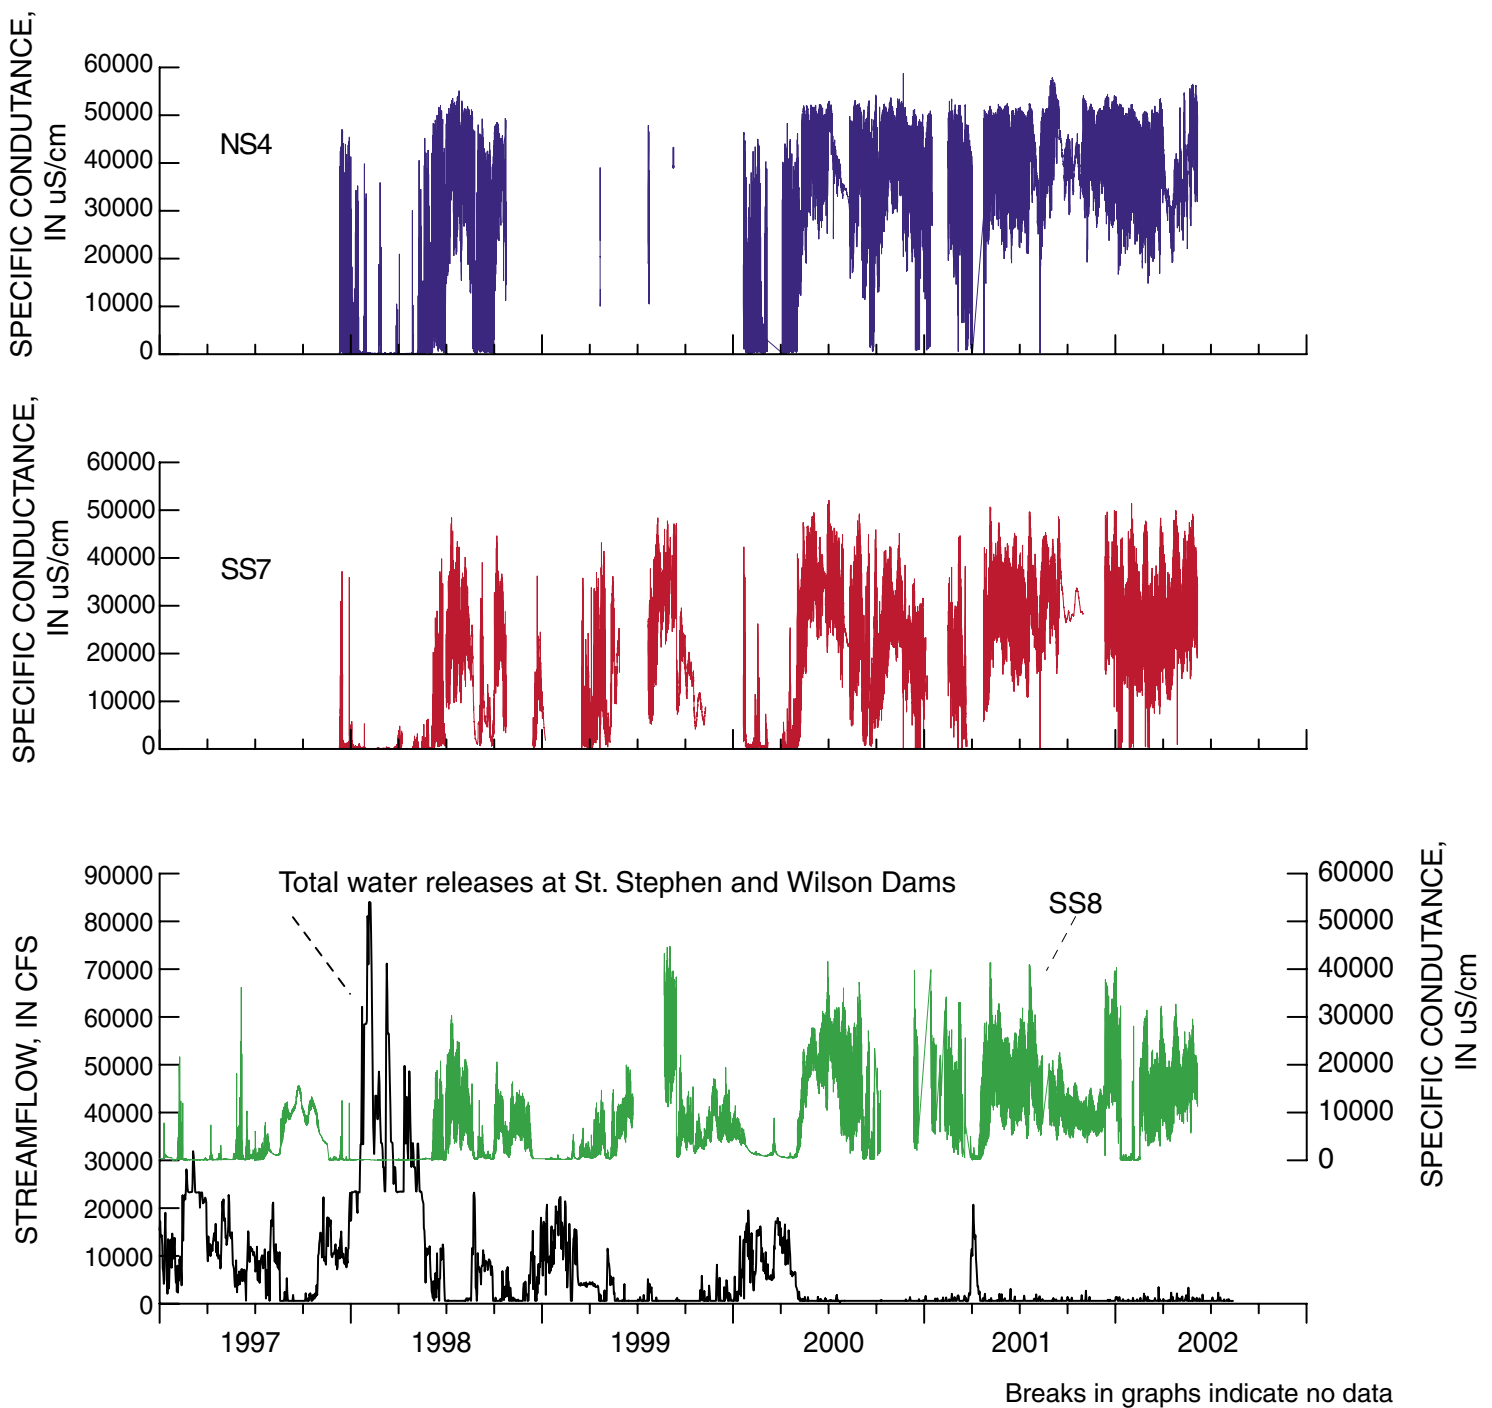 SPECIFIC CONDUTANCE,
IN uS/cm
60000
50000
40000
30000
20000
10000
0
NS4
SPECIFIC CONDUCTANCE,
IN uS/cm
60000
50000
40000
30000
20000
10000
0
SS7
STREAMFLOW, IN CFS
90000
80000
70000
60000
50000
40000
30000
20000
10000
0
Total water releases at St. Stephen and Wilson Dams
SS8
60000
50000
40000
30000
20000
10000
0
SPECIFIC CONDUTANCE,
IN uS/cm
1997 1998 1999 2000 2001 2002
Breaks in graphs indicate no data